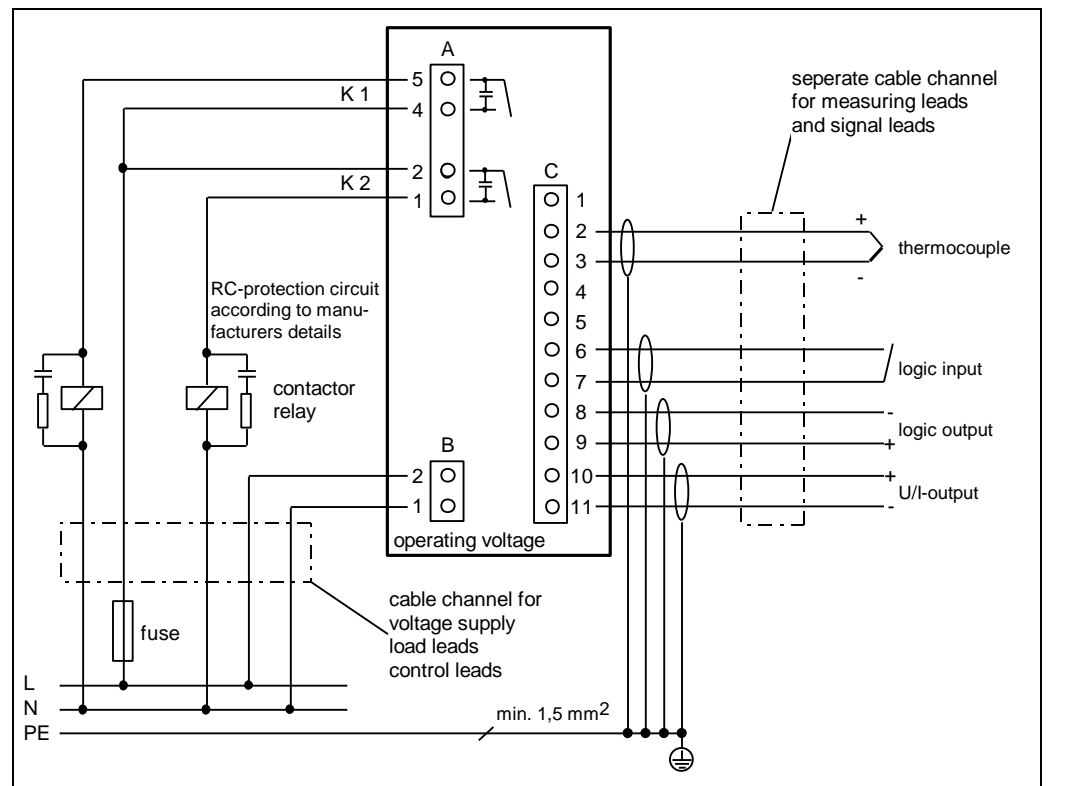 A
5
K 1
4
2
K 2
1
seperate cable channel
for measuring leads
and signal leads
C
1
2
3
4
5
6
7
8
9
10
11
+
thermocouple
-
logic input
-
logic output
+
+
U/I-output
-
RC-protection circuit
according to manu-
facturers details
contactor
relay
B
2
1
operating voltage
cable channel for
voltage supply
load leads
control leads
fuse
L
N
PE
min. 1,5 mm2